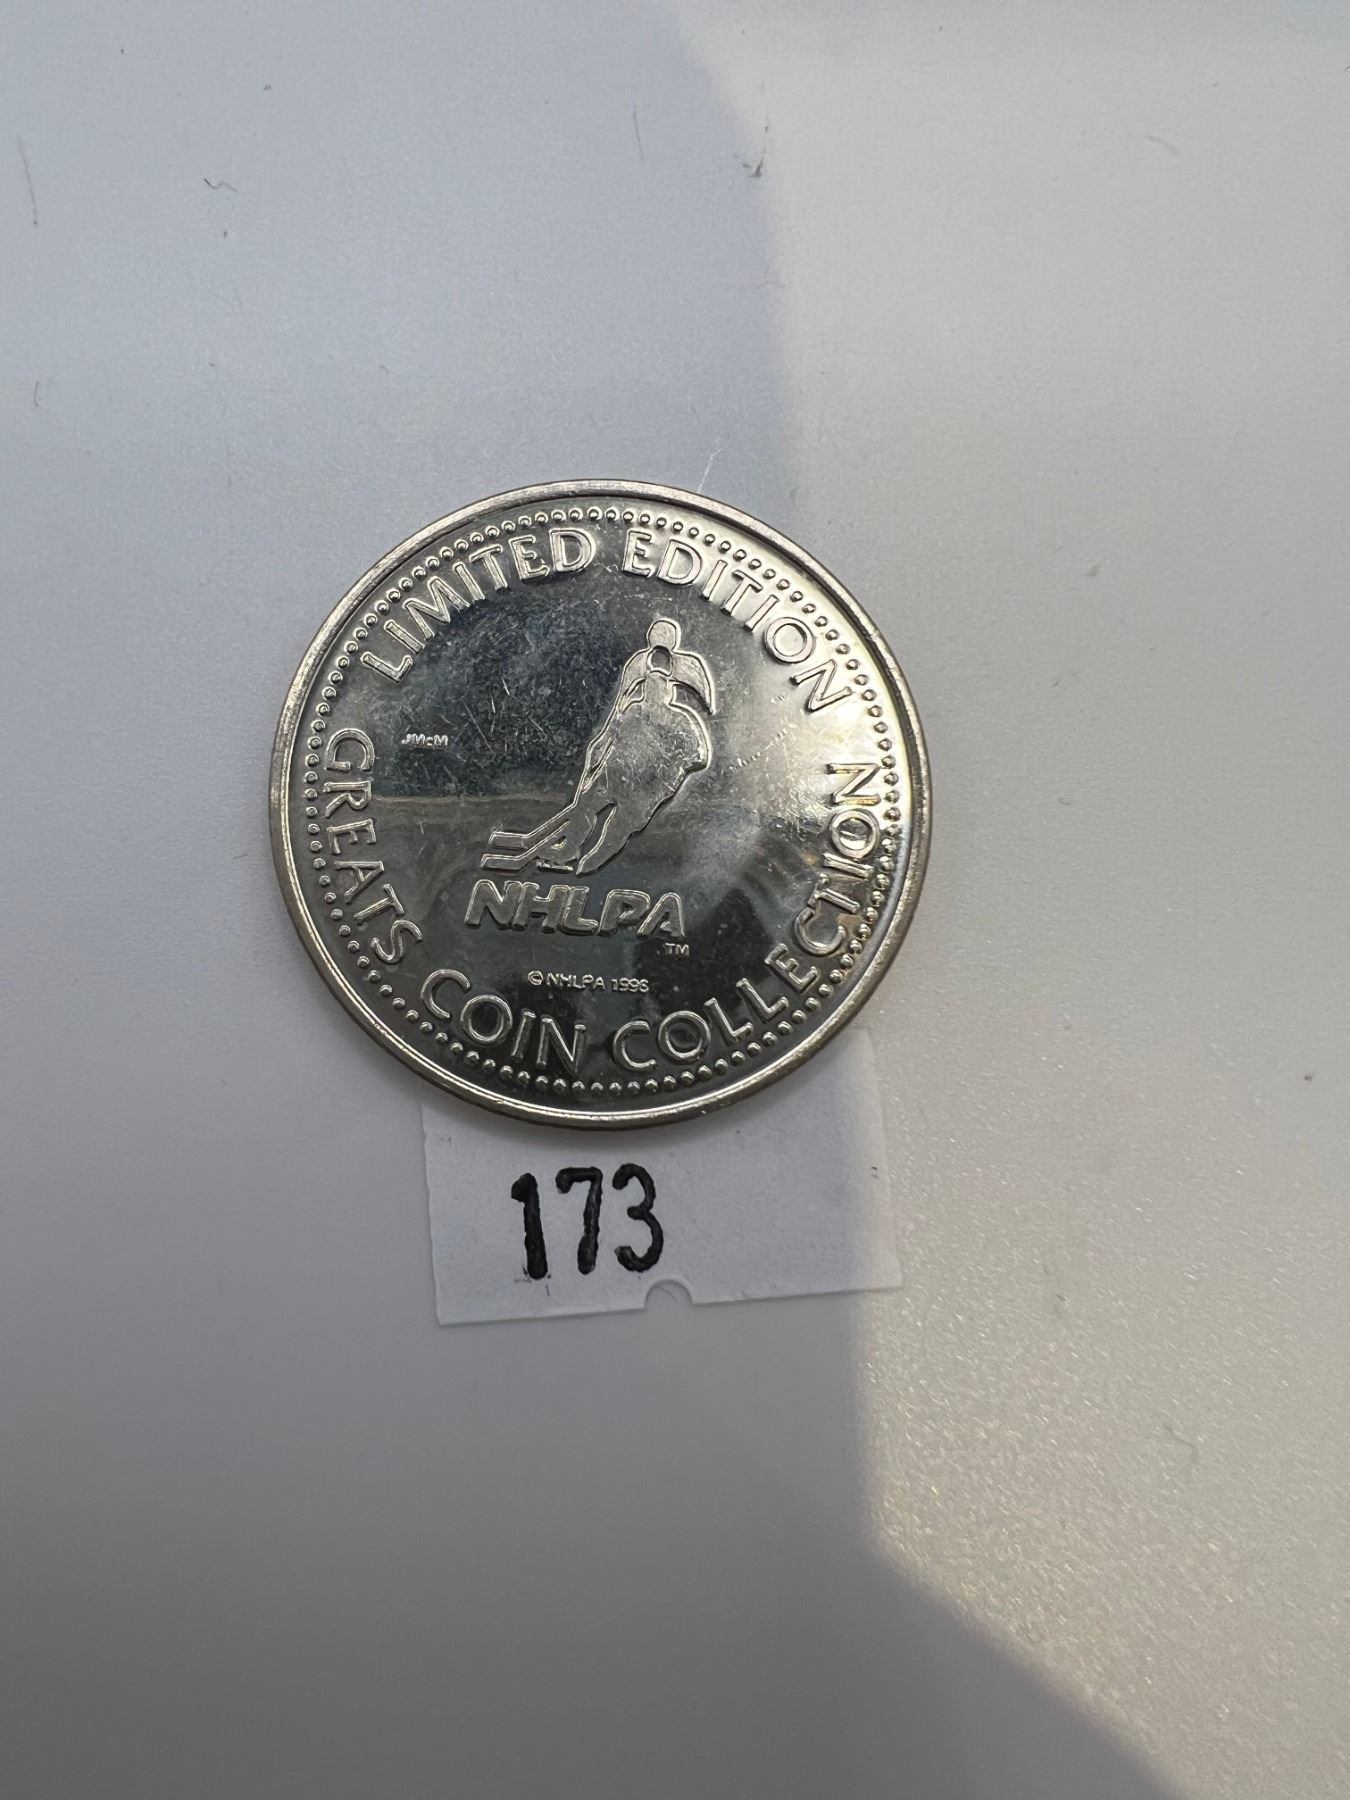 LIMITED EDITION
JMcM
NHLPA
TM
© NHLPA 1996
GREATS COIN COLLECTION
173